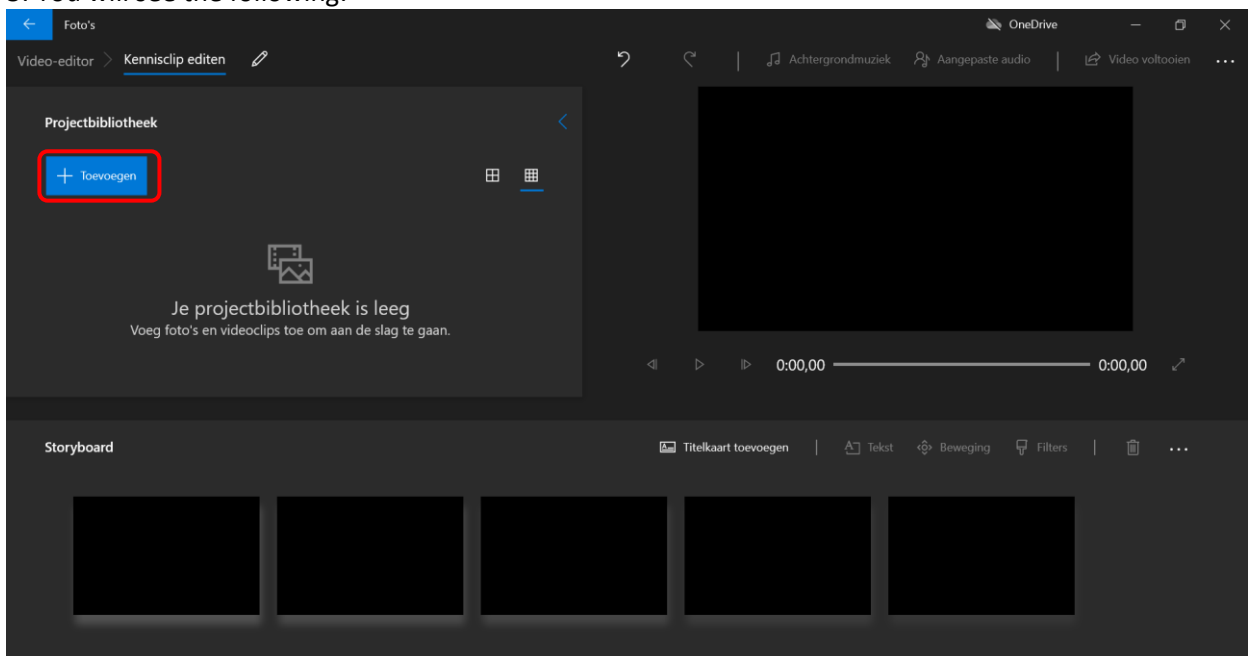 Foto's
OneDrive
Video-editor > Kennisclip editen
Achtergrondmuziek
Aangepaste audio
Video voltooien
Projectbibliotheek
Toevoegen
Je projectbibliotheek is leeg
Voeg foto's en videoclips toe om aan de slag te gaan.
0:00,00
0:00,00
Storyboard
Titelkaart toevoegen
Tekst
Beweging
Filters